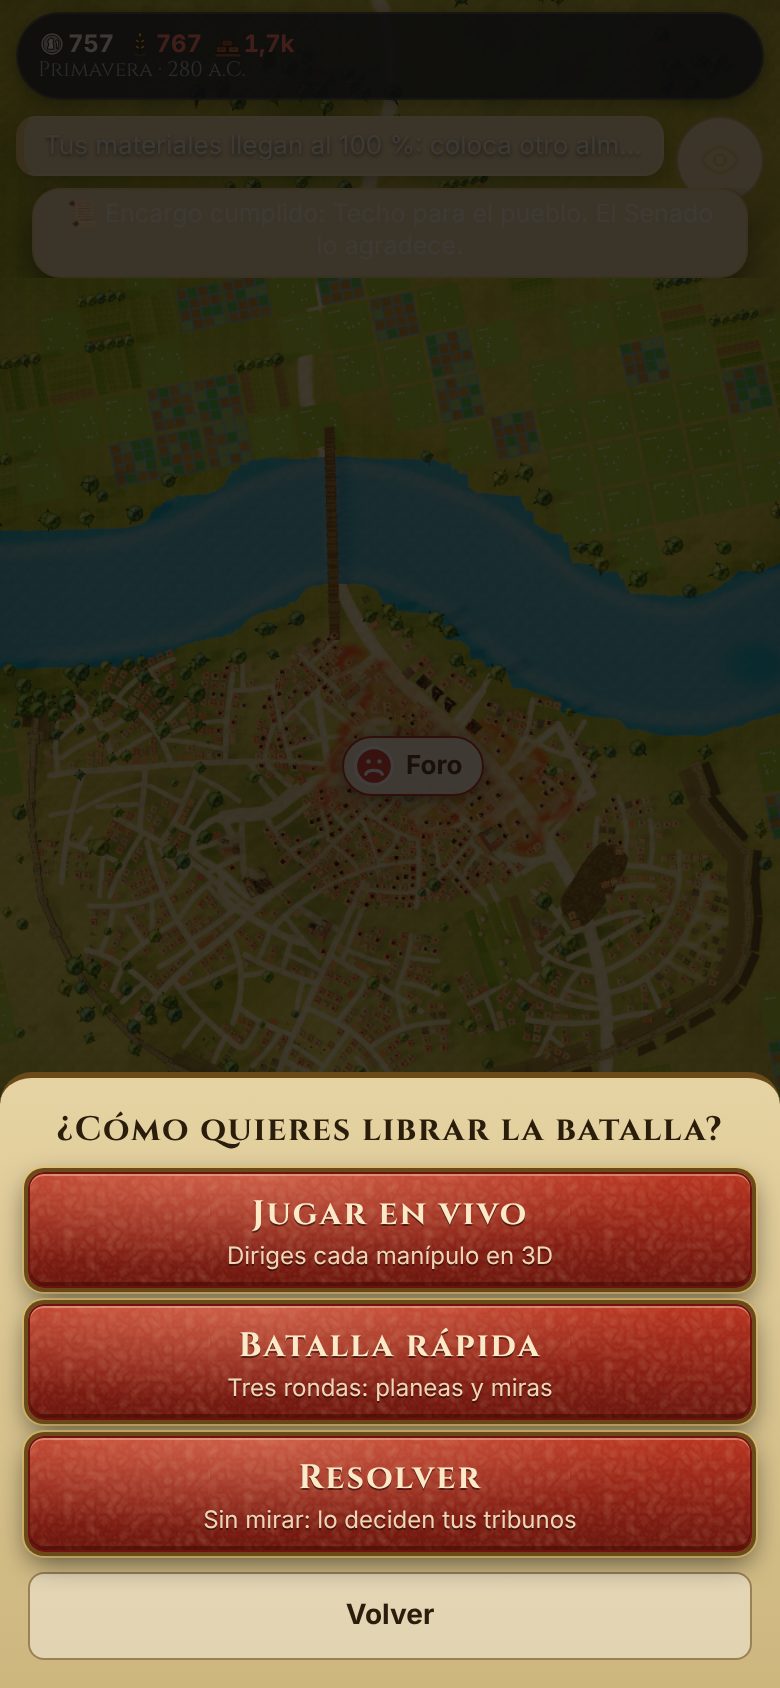 757 767 1,7k
Primavera · 280 a.C.
Tus materiales llegan al 100 %: coloca otro alm...
Encargo cumplido: Techo para el pueblo. El Senado
lo agradece.
Foro
¿Cómo quieres librar la batalla?
Jugar en vivo
Diriges cada manípulo en 3D
Batalla rápida
Tres rondas: planeas y miras
Resolver
Sin mirar: lo deciden tus tribunos
Volver